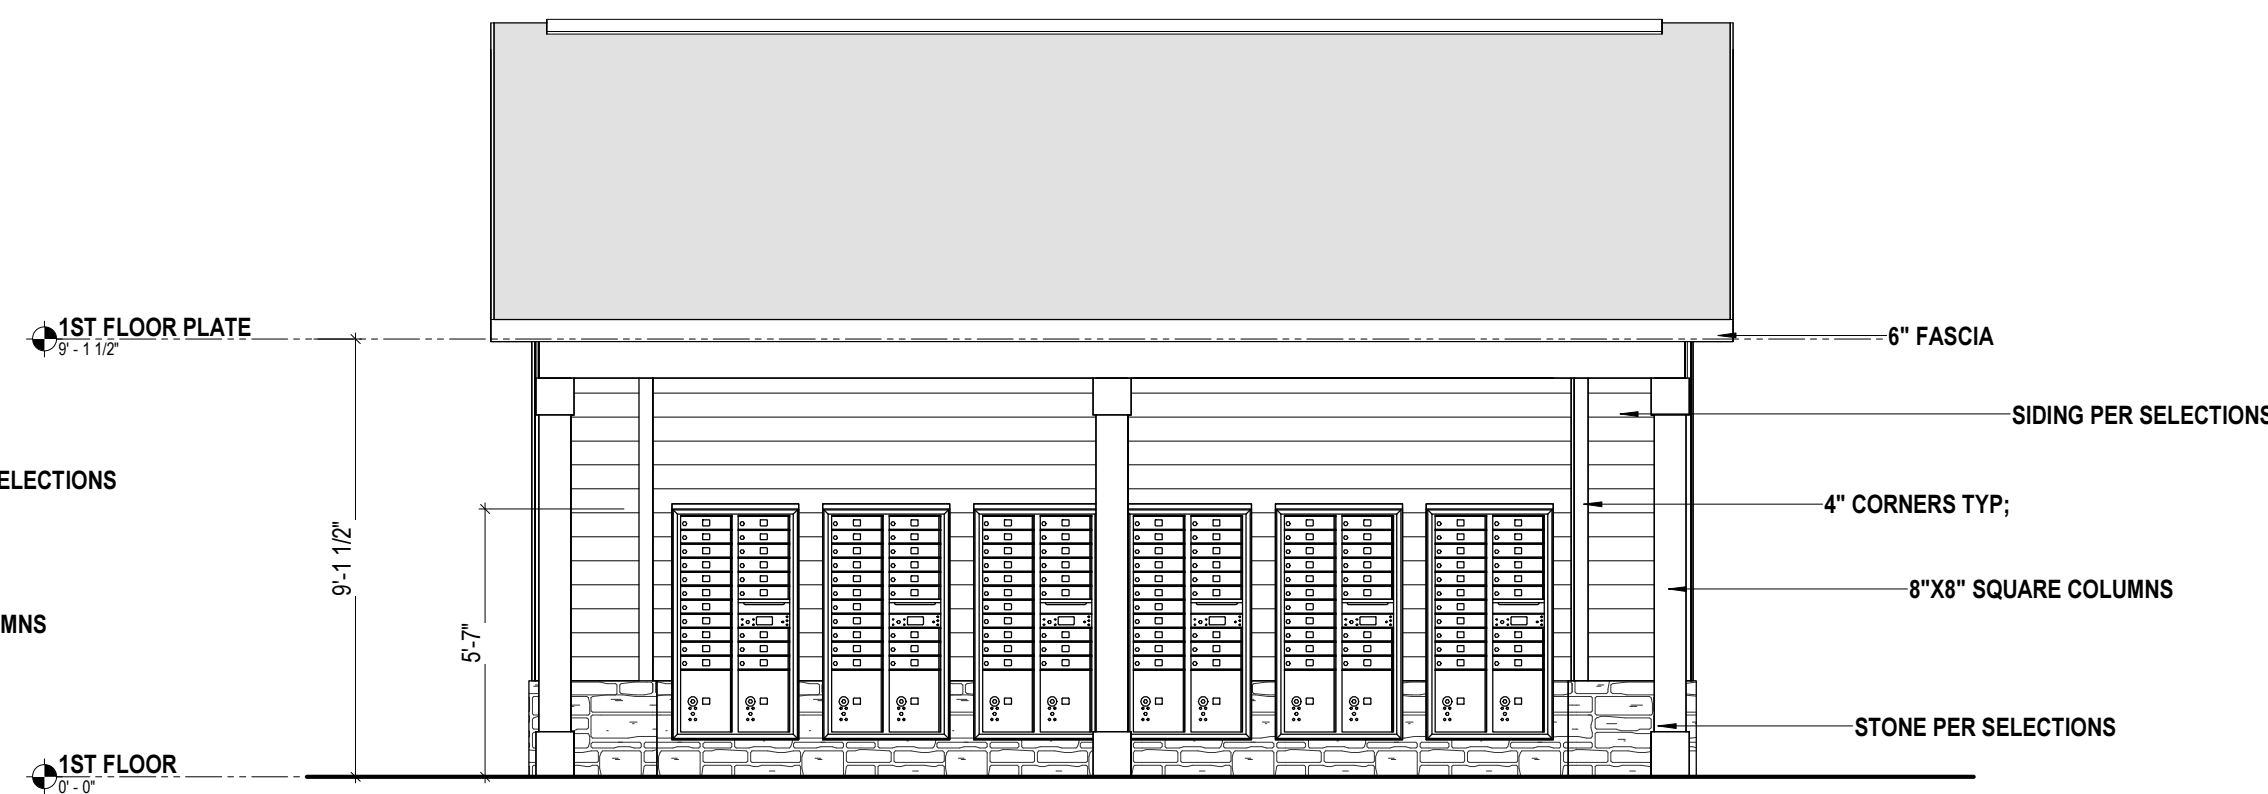 1ST FLOOR PLATE
9' - 1 1/2"
6" FASCIA
SIDING PER SELECTIONS
ELECTIONS
4" CORNERS TYP;
9'-1 1/2"
8"X8" SQUARE COLUMNS
MNS
5'-7"
STONE PER SELECTIONS
1ST FLOOR
0' - 0"